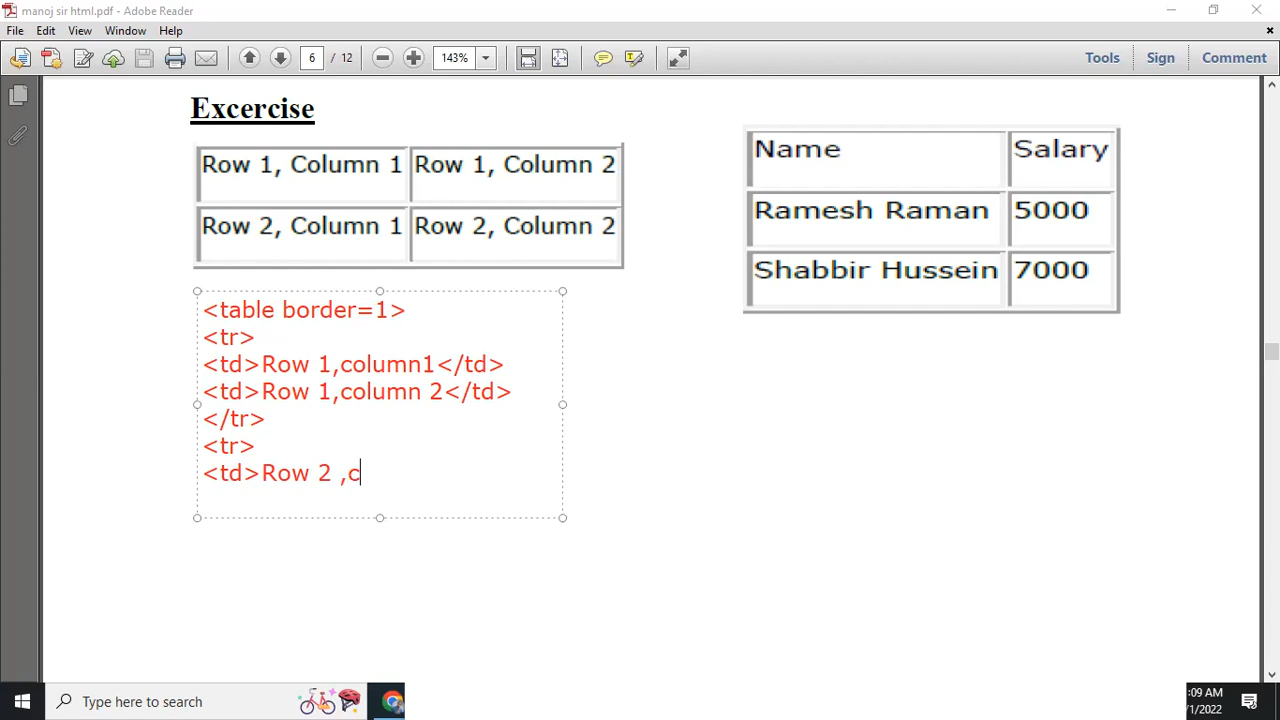 manoj sir html.pdf - Adobe Reader
File Edit View Window Help
6 / 12 143% Tools Sign Comment
Excercise
Row 1, Column 1 Row 1, Column 2
Row 2, Column 1 Row 2, Column 2
Name Salary
Ramesh Raman 5000
Shabbir Hussein 7000
<table border=1>
<tr>
<td>Row 1,column1</td>
<td>Row 1,column 2</td>
</tr>
<tr>
<td>Row 2 ,c
Type here to search
:09 AM
/1/2022